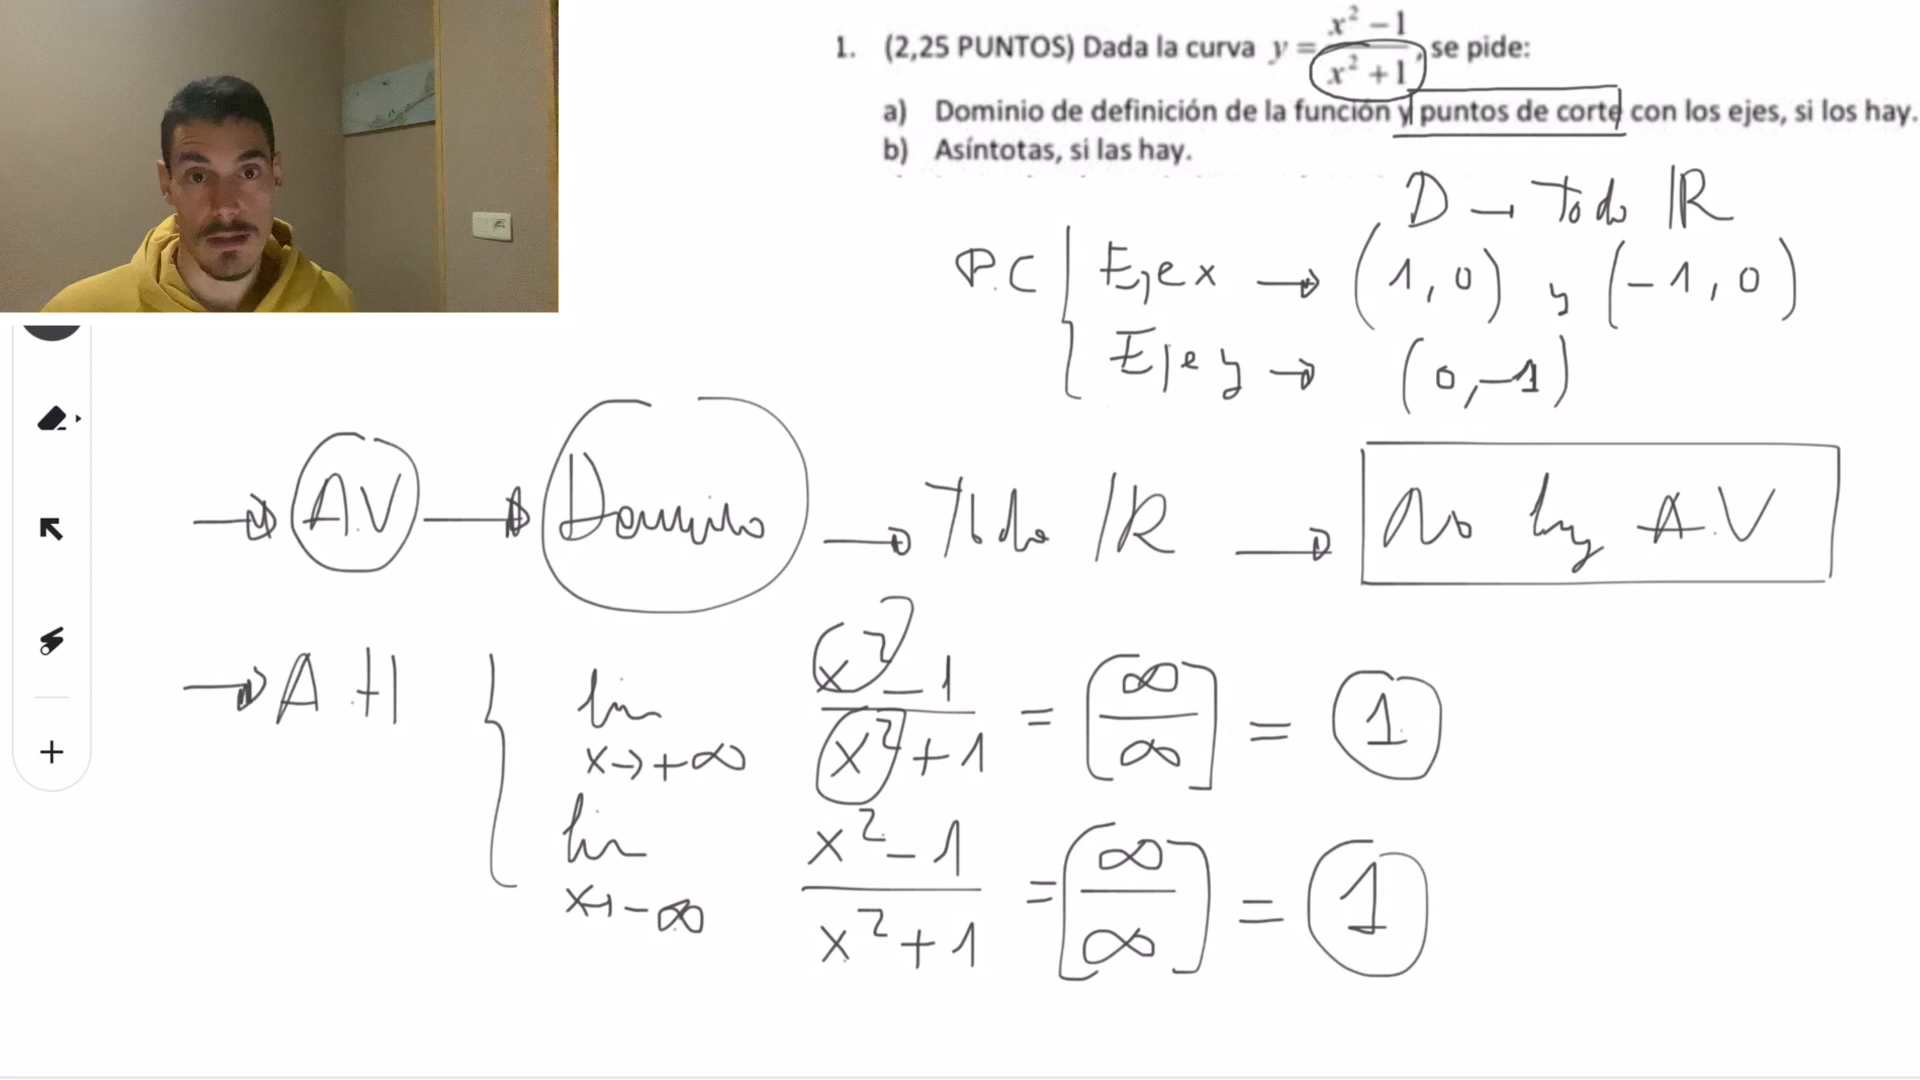 1. (2,25 PUNTOS) Dada la curva y = x² − 1 / x² + 1, se pide:
a) Dominio de definición de la función y puntos de corte con los ejes, si los hay.
b) Asíntotas, si las hay.
D → Todo ℝ
P.C { Eje x → (1, 0) y (-1, 0)
Eje y → (0, -1)
→ A.V → Dominio → Todo ℝ → No hay A.V
→ A.H { lim x→+∞ x² - 1 / x² + 1 = [∞/∞] = 1
lim x→-∞ x² - 1 / x² + 1 = [∞/∞] = 1